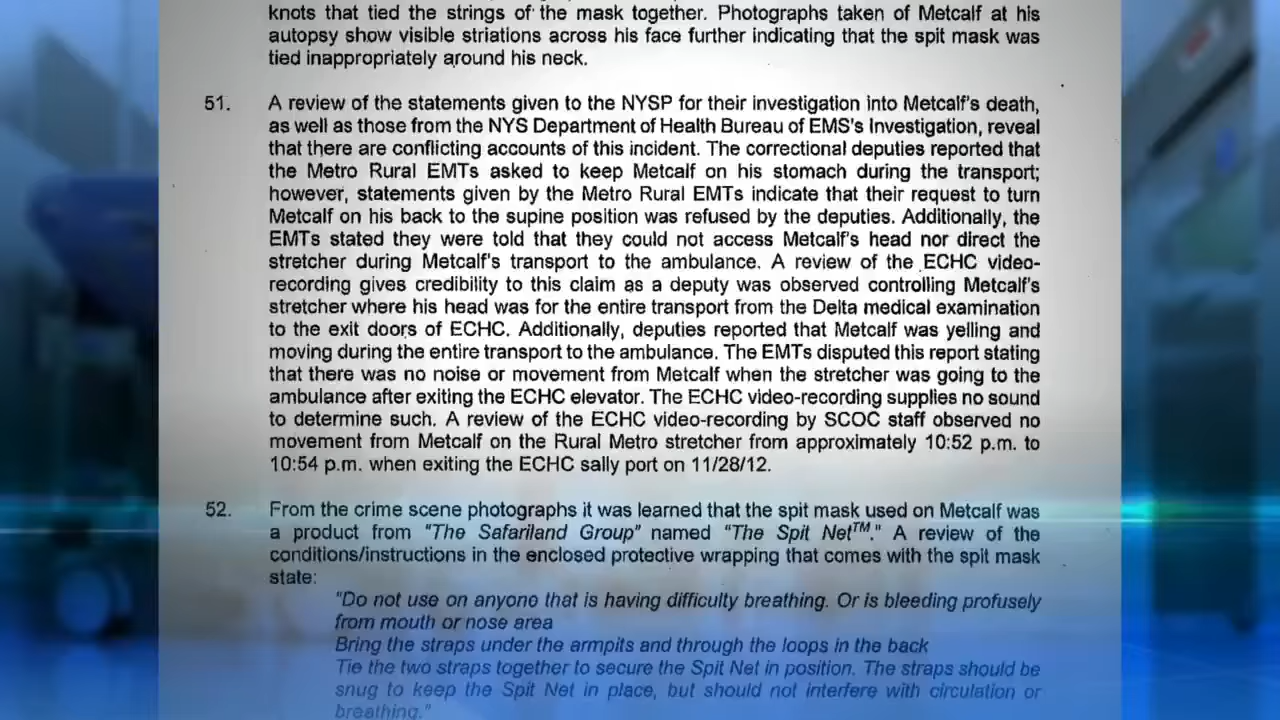 knots that tied the strings of the mask together. Photographs taken of Metcalf at his
autopsy show visible striations across his face further indicating that the spit mask was
tied inappropriately around his neck.
51. A review of the statements given to the NYSP for their investigation into Metcalf's death,
as well as those from the NYS Department of Health Bureau of EMS's Investigation, reveal
that there are conflicting accounts of this incident. The correctional deputies reported that
the Metro Rural EMTs asked to keep Metcalf on his stomach during the transport;
however, statements given by the Metro Rural EMTs indicate that their request to turn
Metcalf on his back to the supine position was refused by the deputies. Additionally, the
EMTs stated they were told that they could not access Metcalf's head nor direct the
stretcher during Metcalf's transport to the ambulance. A review of the ECHC video-
recording gives credibility to this claim as a deputy was observed controlling Metcalf's
stretcher where his head was for the entire transport from the Delta medical examination
to the exit doors of ECHC. Additionally, deputies reported that Metcalf was yelling and
moving during the entire transport to the ambulance. The EMTs disputed this report stating
that there was no noise or movement from Metcalf when the stretcher was going to the
ambulance after exiting the ECHC elevator. The ECHC video-recording supplies no sound
to determine such. A review of the ECHC video-recording by SCOC staff observed no
movement from Metcalf on the Rural Metro stretcher from approximately 10:52 p.m. to
10:54 p.m. when exiting the ECHC sally port on 11/28/12.
52. From the crime scene photographs it was learned that the spit mask used on Metcalf was
a product from "The Safariland Group" named "The Spit Net™." A review of the
conditions/instructions in the enclosed protective wrapping that comes with the spit mask
state:
"Do not use on anyone that is having difficulty breathing. Or is bleeding profusely
from mouth or nose area
Bring the straps under the armpits and through the loops in the back
Tie the two straps together to secure the Spit Net in position. The straps should be
snug to keep the Spit Net in place, but should not interfere with circulation or
breathing."